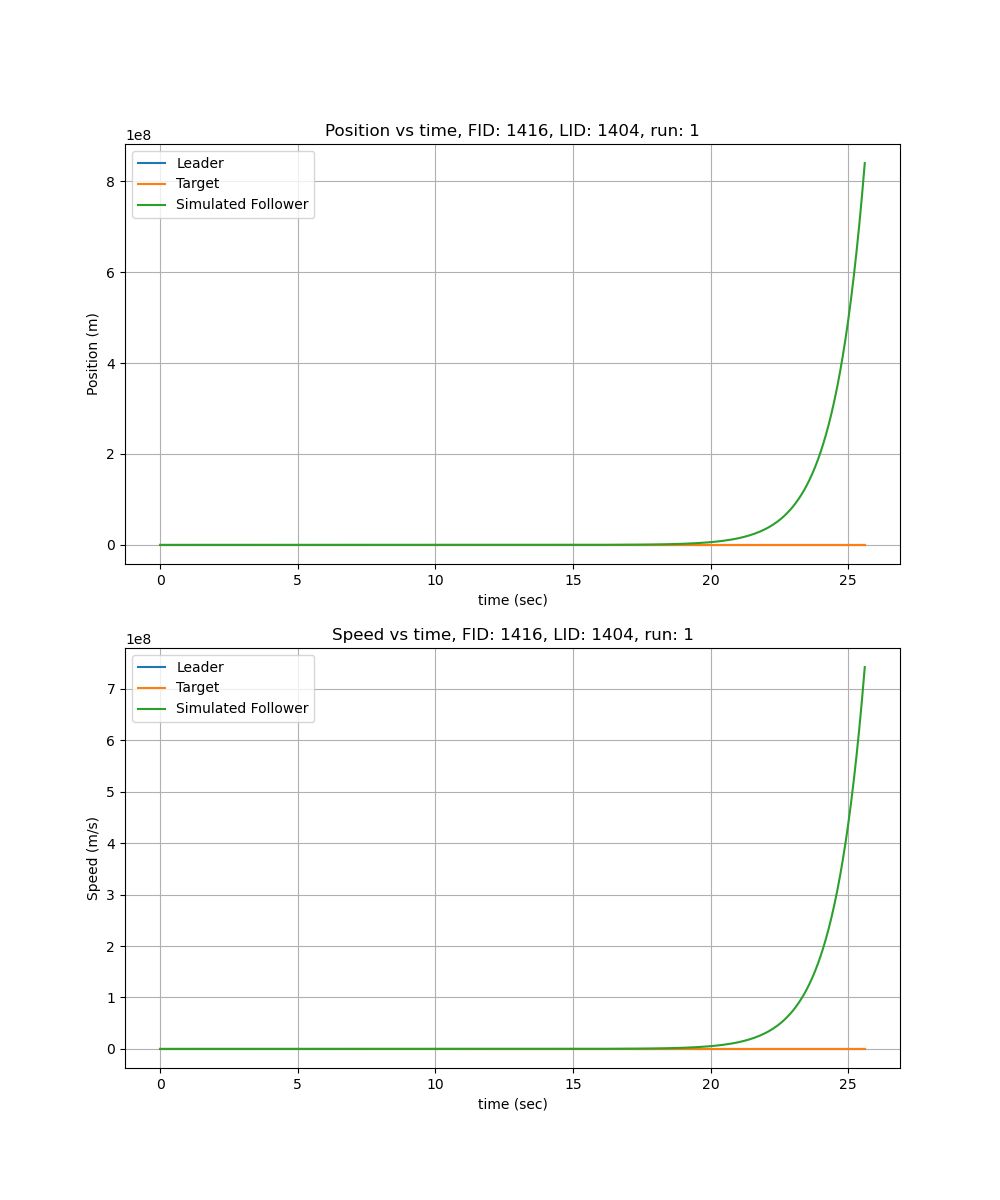 Position vs time, FID: 1416, LID: 1404, run: 1
1e8
Leader
Target
Simulated Follower
8
6
4
2
0
Position (m)
0 5 10 15 20 25
time (sec)
Speed vs time, FID: 1416, LID: 1404, run: 1
1e8
Leader
Target
Simulated Follower
7
6
5
4
3
2
1
0
Speed (m/s)
0 5 10 15 20 25
time (sec)